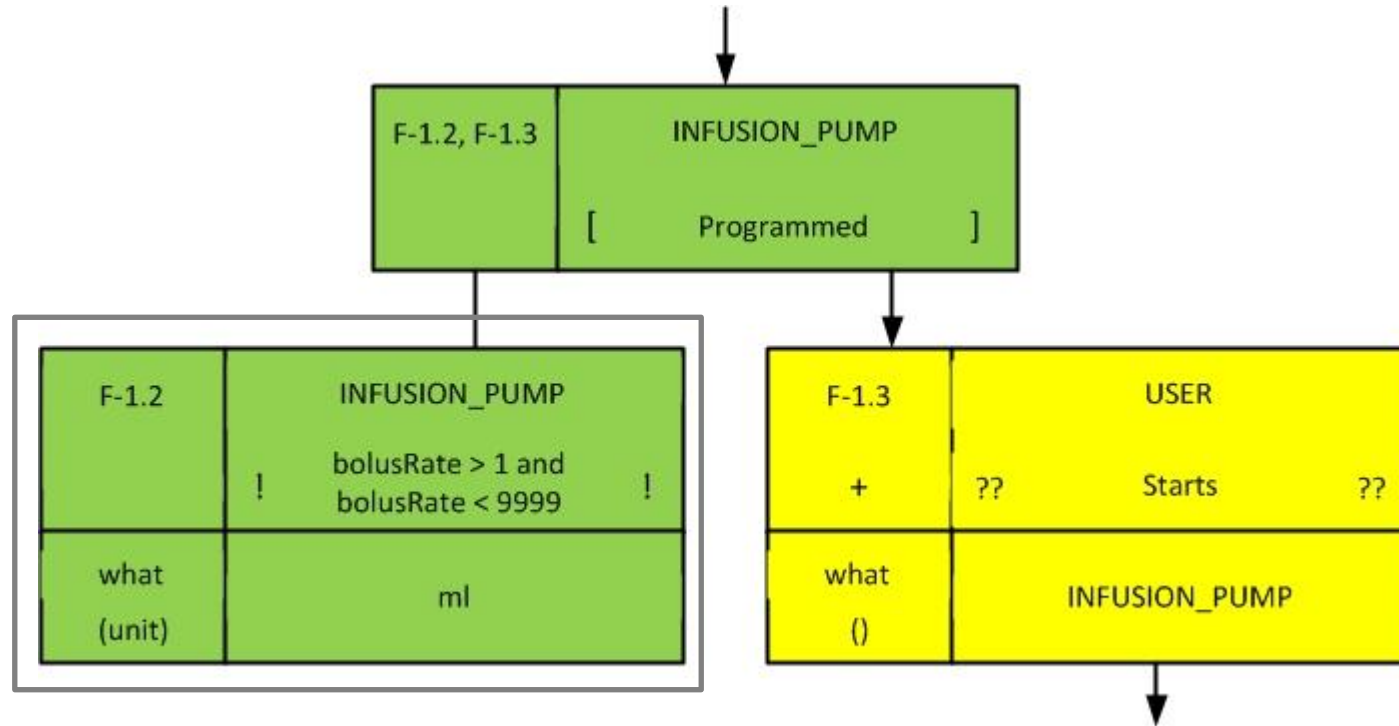 F-1.2, F-1.3
INFUSION_PUMP
[ Programmed ]
F-1.2
INFUSION_PUMP
! bolusRate > 1 and
bolusRate < 9999 !
what
(unit)
ml
F-1.3
+
USER
?? Starts ??
what
()
INFUSION_PUMP